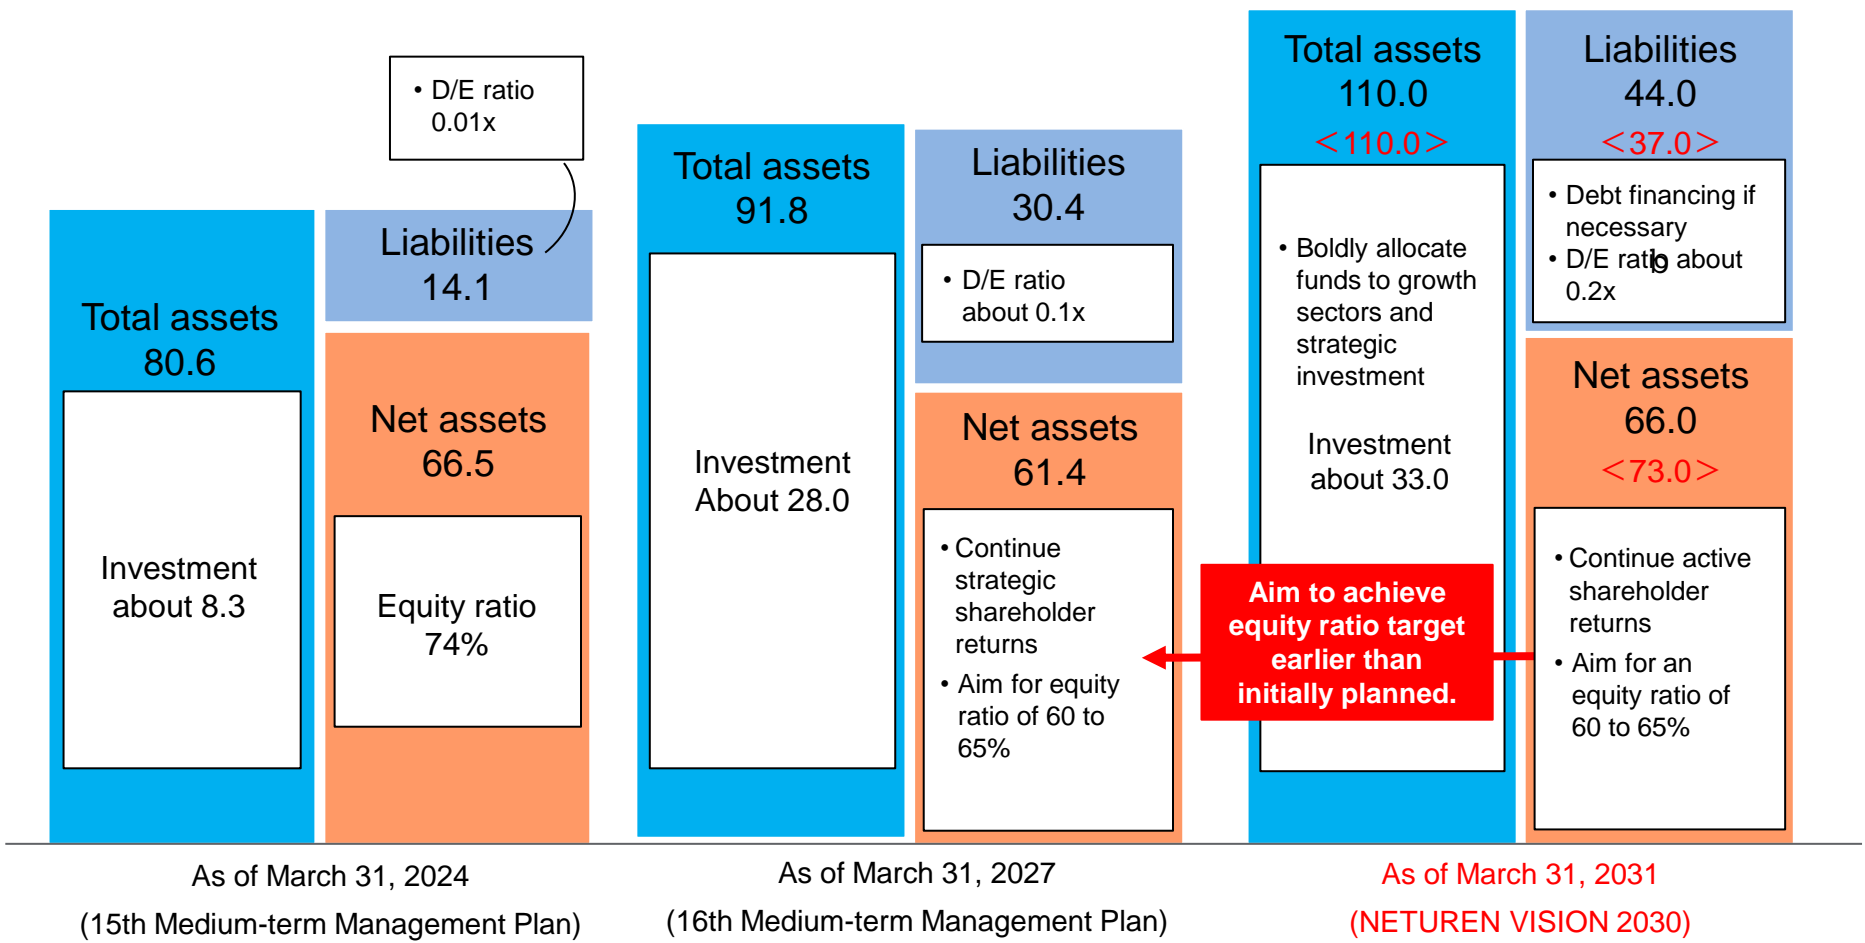 • D/E ratio
0.01x
Total assets
80.6
Investment
about 8.3
Liabilities
14.1
Net assets
66.5
Equity ratio
74%
As of March 31, 2024
(15th Medium-term Management Plan)
Total assets
91.8
Investment
About 28.0
Liabilities
30.4
• D/E ratio
about 0.1x
Net assets
61.4
• Continue
strategic
shareholder
returns
• Aim for equity
ratio of 60 to
65%
As of March 31, 2027
(16th Medium-term Management Plan)
Total assets
110.0
＜110.0＞
• Boldly allocate
funds to growth
sectors and
strategic
investment
Investment
about 33.0
Aim to achieve
equity ratio target
earlier than
initially planned.
Liabilities
44.0
＜37.0＞
• Debt financing if
necessary
• D/E ratio about
0.2x
Net assets
66.0
＜73.0＞
• Continue active
shareholder
returns
• Aim for an
equity ratio of
60 to 65%
As of March 31, 2031
(NETUREN VISION 2030)